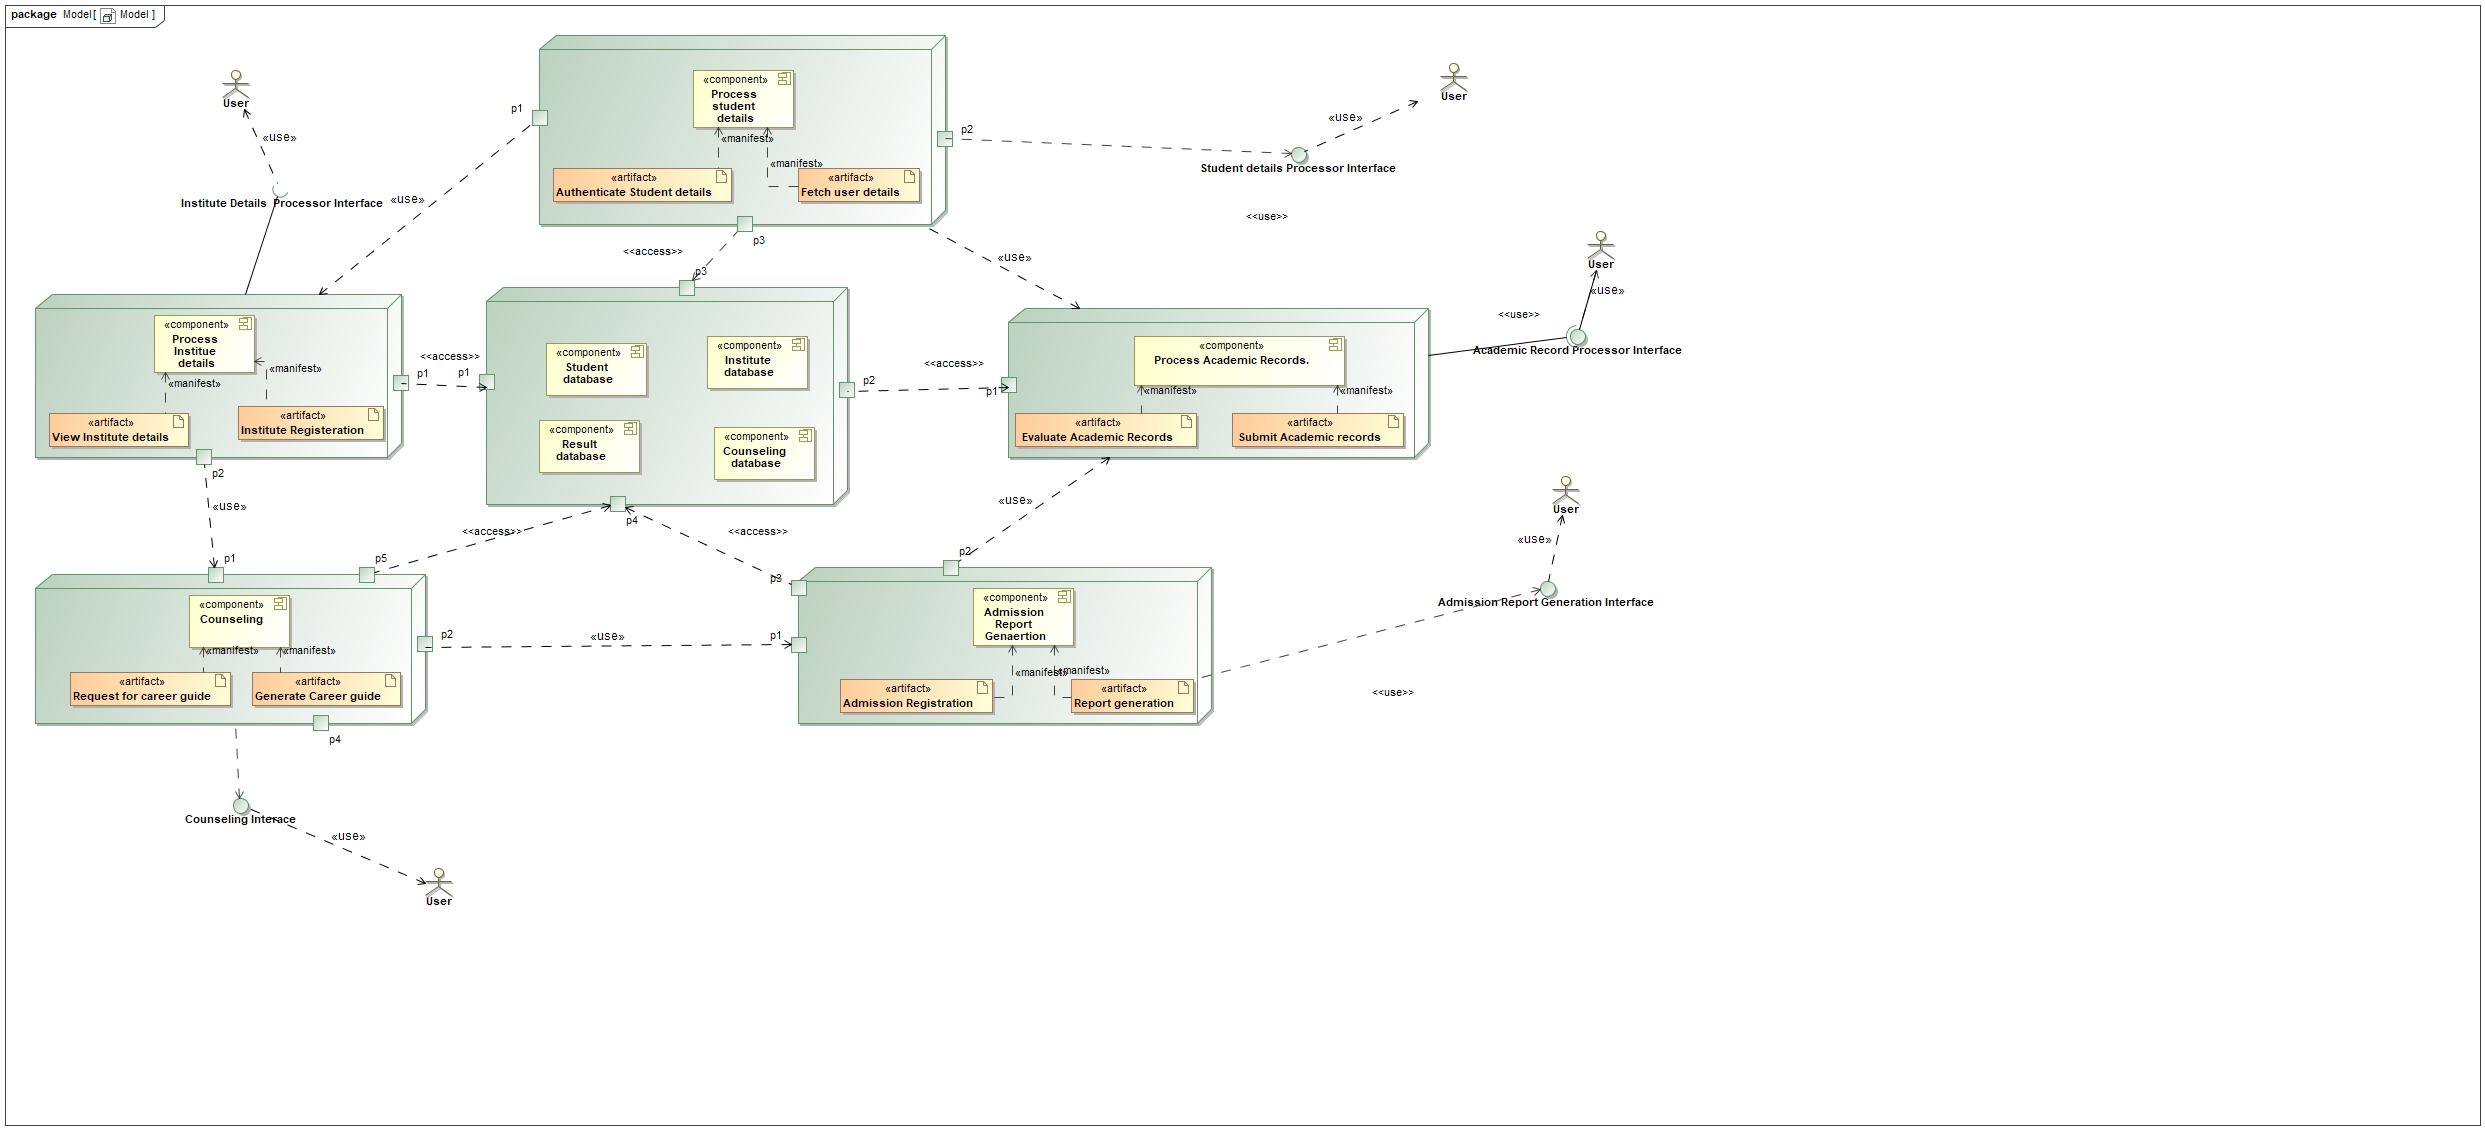 package Model[ Model ]
User
«use»
Institute Details Processor Interface
p1
«use»
«component»
Process
student
details
«manifest»
«manifest»
«artifact»
Authenticate Student details
«artifact»
Fetch user details
p2
p3
<<access>>
p3
«use»
Student details Processor Interface
«use»
User
<<use>>
«use»
User
<<use>>
Academic Record Processor Interface
«component»
Process
Institue
details
«manifest»
«manifest»
«artifact»
View Institute details
«artifact»
Institute Registeration
p1
<<access>>
p1
p2
«use»
«component»
Student
database
«component»
Institute
database
«component»
Result
database
«component»
Counseling
database
p2
<<access>>
p1
p4
«component»
Process Academic Records.
«manifest»
«manifest»
«artifact»
Evaluate Academic Records
«artifact»
Submit Academic records
<<access>>
<<access>>
«use»
User
«use»
Admission Report Generation Interface
<<use>>
p1
p5
«component»
Counseling
«manifest»
«manifest»
«artifact»
Request for career guide
«artifact»
Generate Career guide
p2
p4
«use»
p3
p1
p2
«component»
Admission
Report
Genaertion
«manifest»
«manifest»
«artifact»
Admission Registration
«artifact»
Report generation
Counseling Interace
«use»
User